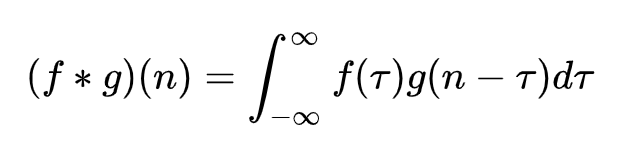 (f * g)(n) = ∫_{-∞}^{∞} f(τ)g(n − τ)dτ